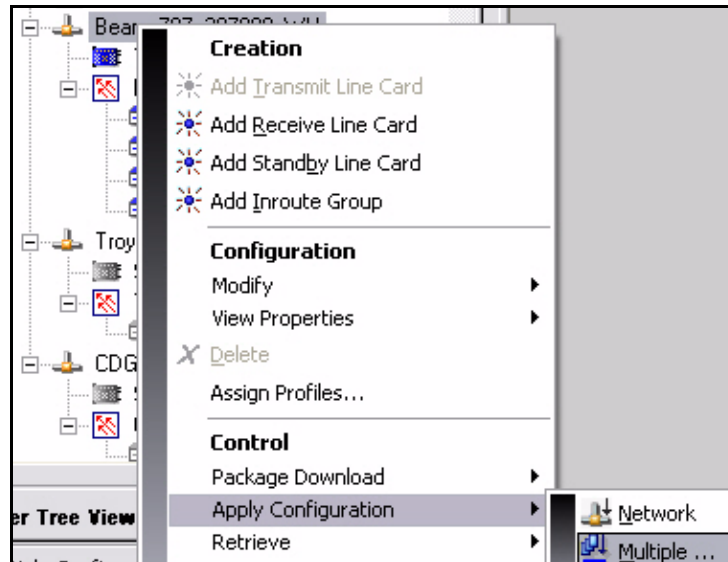 Creation
Add Transmit Line Card
Add Receive Line Card
Add Standby Line Card
Add Inroute Group
Configuration
Modify
View Properties
Delete
Assign Profiles...
Control
Package Download
Apply Configuration
Retrieve
Network
Multiple ...
Troy
CDG
er Tree View